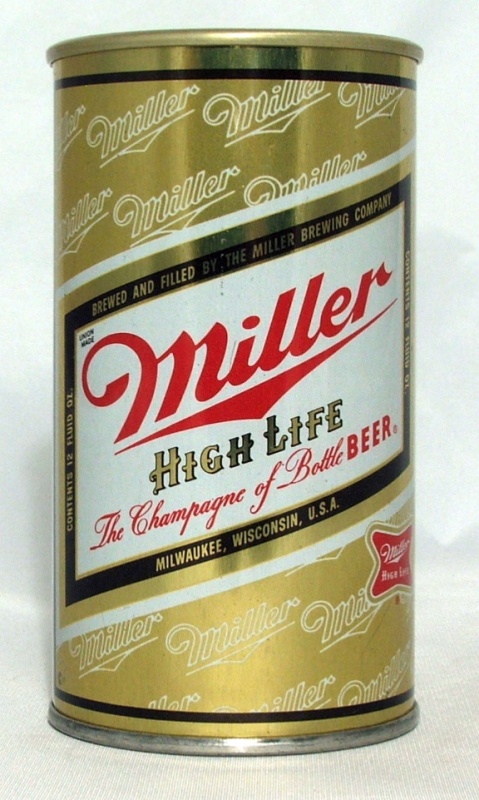 Miller Miller Miller
Miller Miller Miller
BREWED AND FILLED BY THE MILLER BREWING COMPANY
UNION MADE
Miller
HIGH LIFE
The Champagne of Bottle BEER®
MILWAUKEE, WISCONSIN, U.S.A.
CONTENTS 12 FLUID OZ.
CONTENTS 12 FLUID OZ.
Miller
HIGH LIFE
Miller Miller Miller
Miller Miller